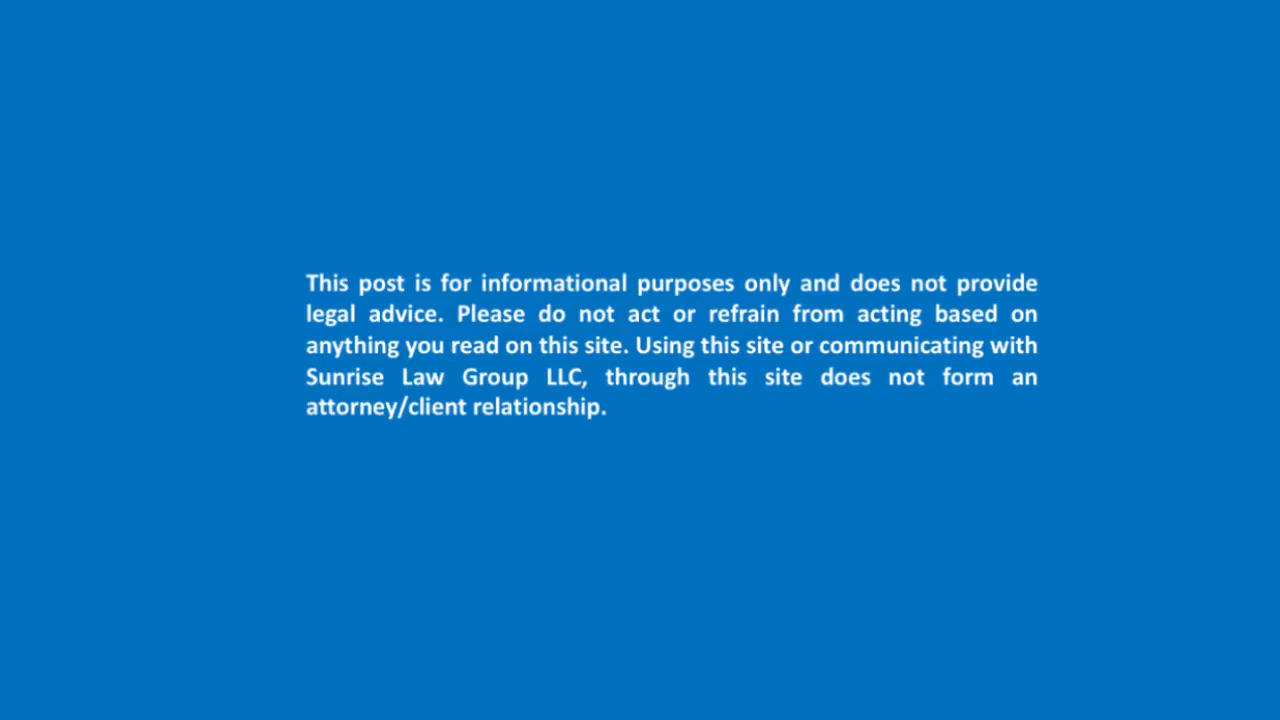 This post is for informational purposes only and does not provide
legal advice. Please do not act or refrain from acting based on
anything you read on this site. Using this site or communicating with
Sunrise Law Group LLC, through this site does not form an
attorney/client relationship.